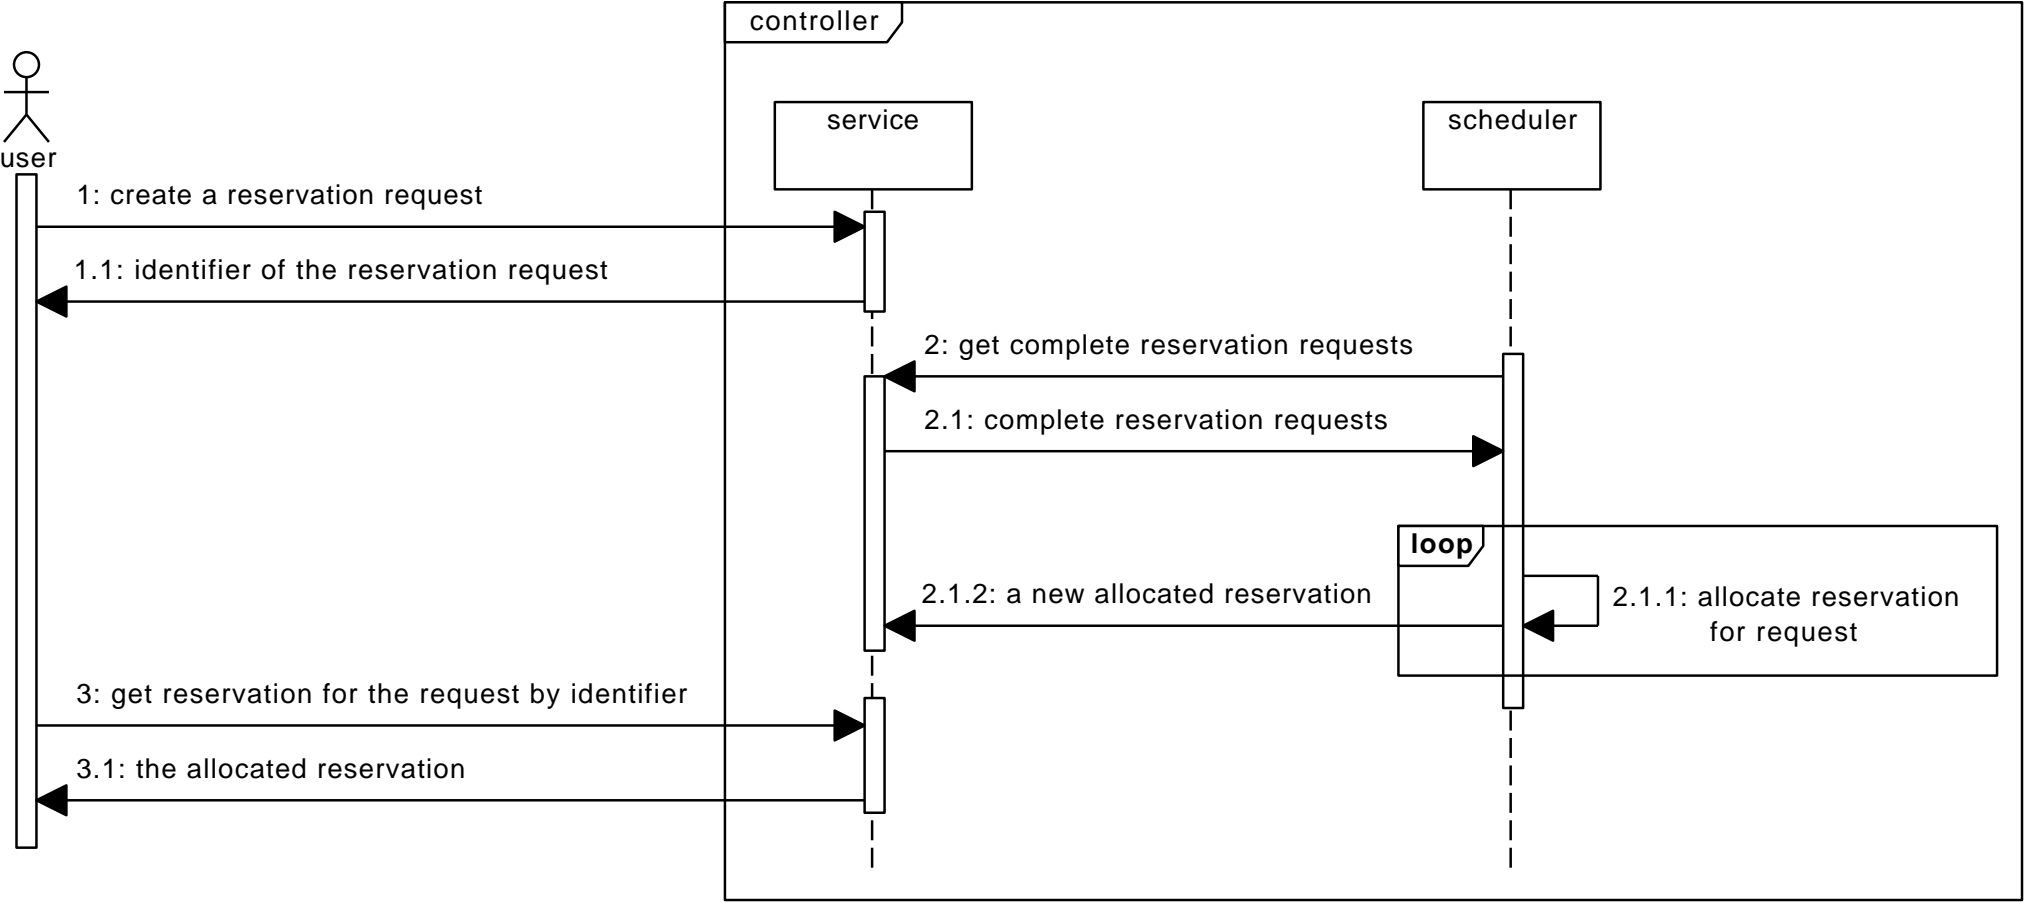 controller
user
service
scheduler
1: create a reservation request
1.1: identifier of the reservation request
2: get complete reservation requests
2.1: complete reservation requests
loop
2.1.1: allocate reservation
for request
2.1.2: a new allocated reservation
3: get reservation for the request by identifier
3.1: the allocated reservation